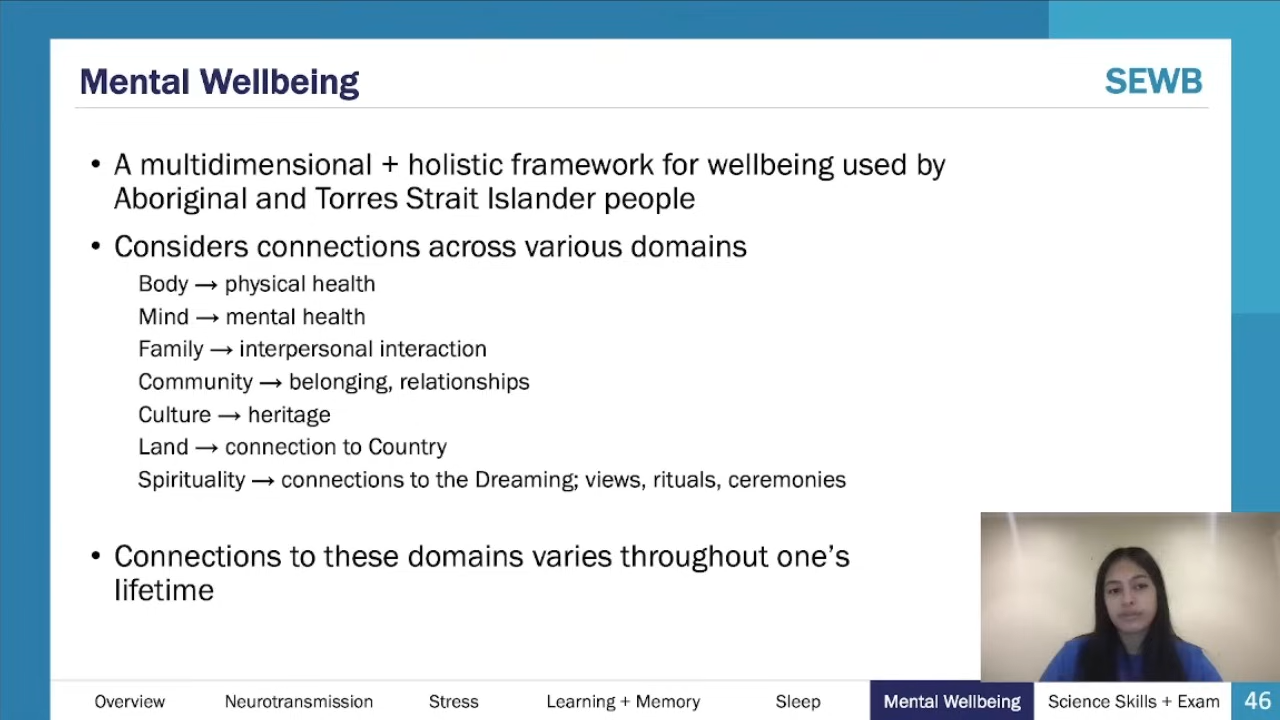 Mental Wellbeing
SEWB
• A multidimensional + holistic framework for wellbeing used by
Aboriginal and Torres Strait Islander people
• Considers connections across various domains
Body → physical health
Mind → mental health
Family → interpersonal interaction
Community → belonging, relationships
Culture → heritage
Land → connection to Country
Spirituality → connections to the Dreaming; views, rituals, ceremonies
• Connections to these domains varies throughout one’s
lifetime
Overview Neurotransmission Stress Learning + Memory Sleep Mental Wellbeing Science Skills + Exam 46